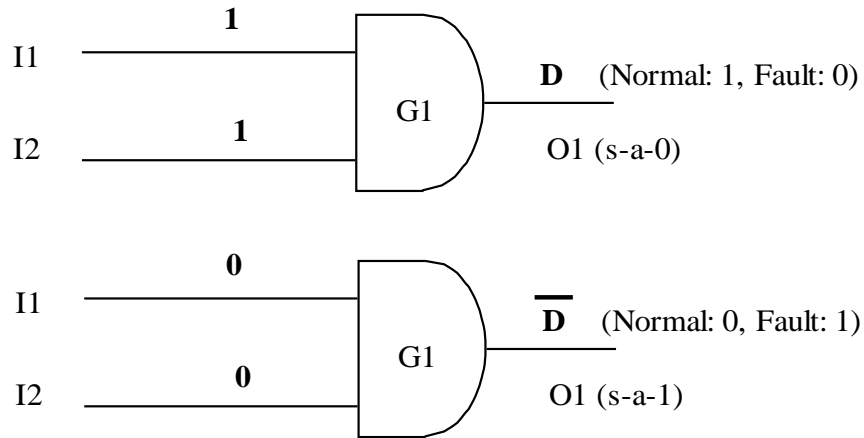 1
I1
D (Normal: 1, Fault: 0)
G1
1
I2
O1 (s-a-0)
0
I1
D̅ (Normal: 0, Fault: 1)
G1
0
I2
O1 (s-a-1)